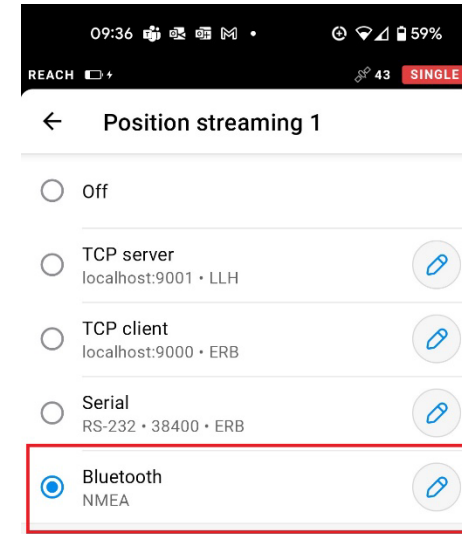 09:36 • 59%
REACH 43 SINGLE
Position streaming 1
Off
TCP server
localhost:9001 • LLH
TCP client
localhost:9000 • ERB
Serial
RS-232 • 38400 • ERB
Bluetooth
NMEA